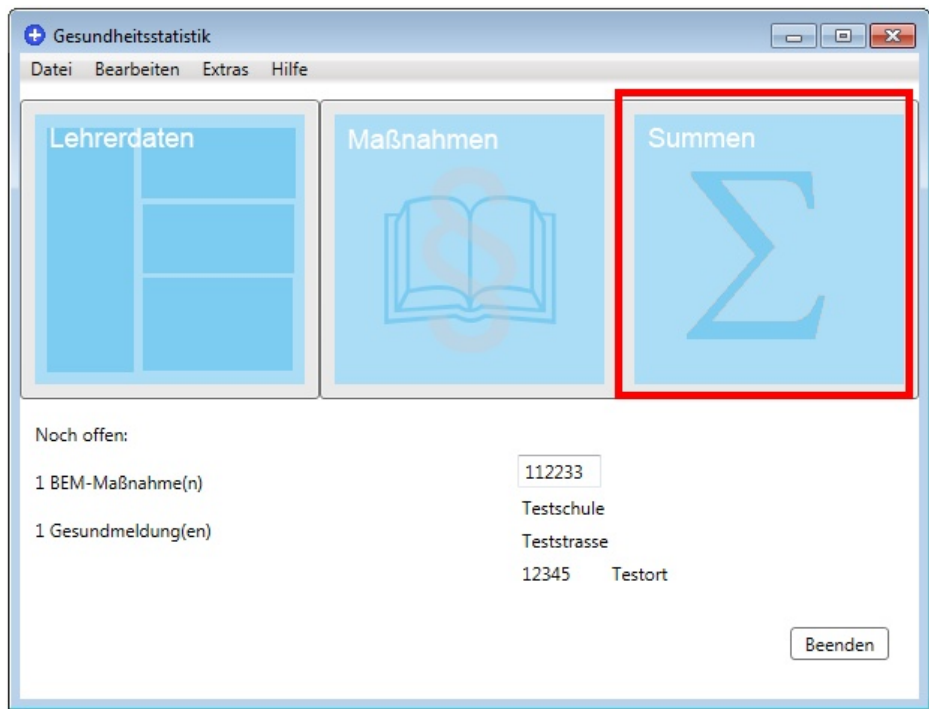 Gesundheitsstatistik
Datei Bearbeiten Extras Hilfe
Lehrerdaten
Maßnahmen
§
Summen
Σ
Noch offen:
1 BEM-Maßnahme(n)
1 Gesundmeldung(en)
112233
Testschule
Teststrasse
12345 Testort
Beenden